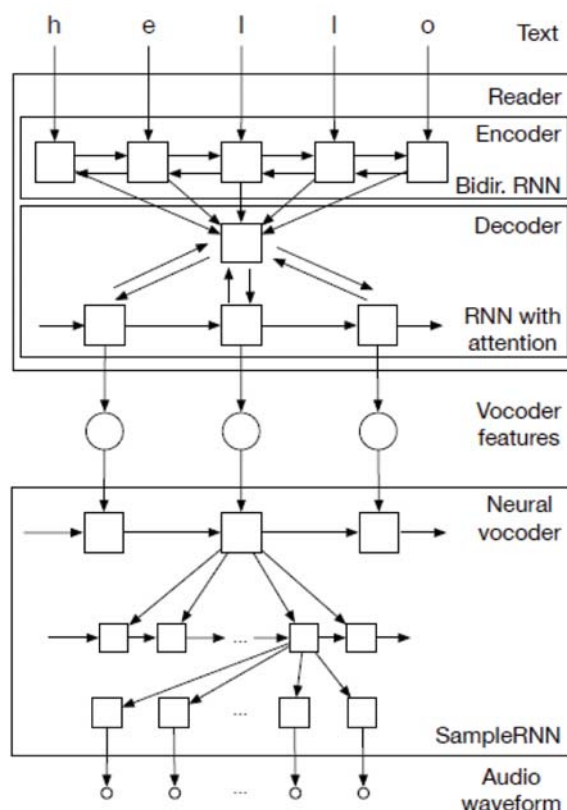 h e l l o Text
Reader
Encoder
Bidir. RNN
Decoder
RNN with
attention
Vocoder
features
Neural
vocoder
...
...
SampleRNN
Audio
... waveform